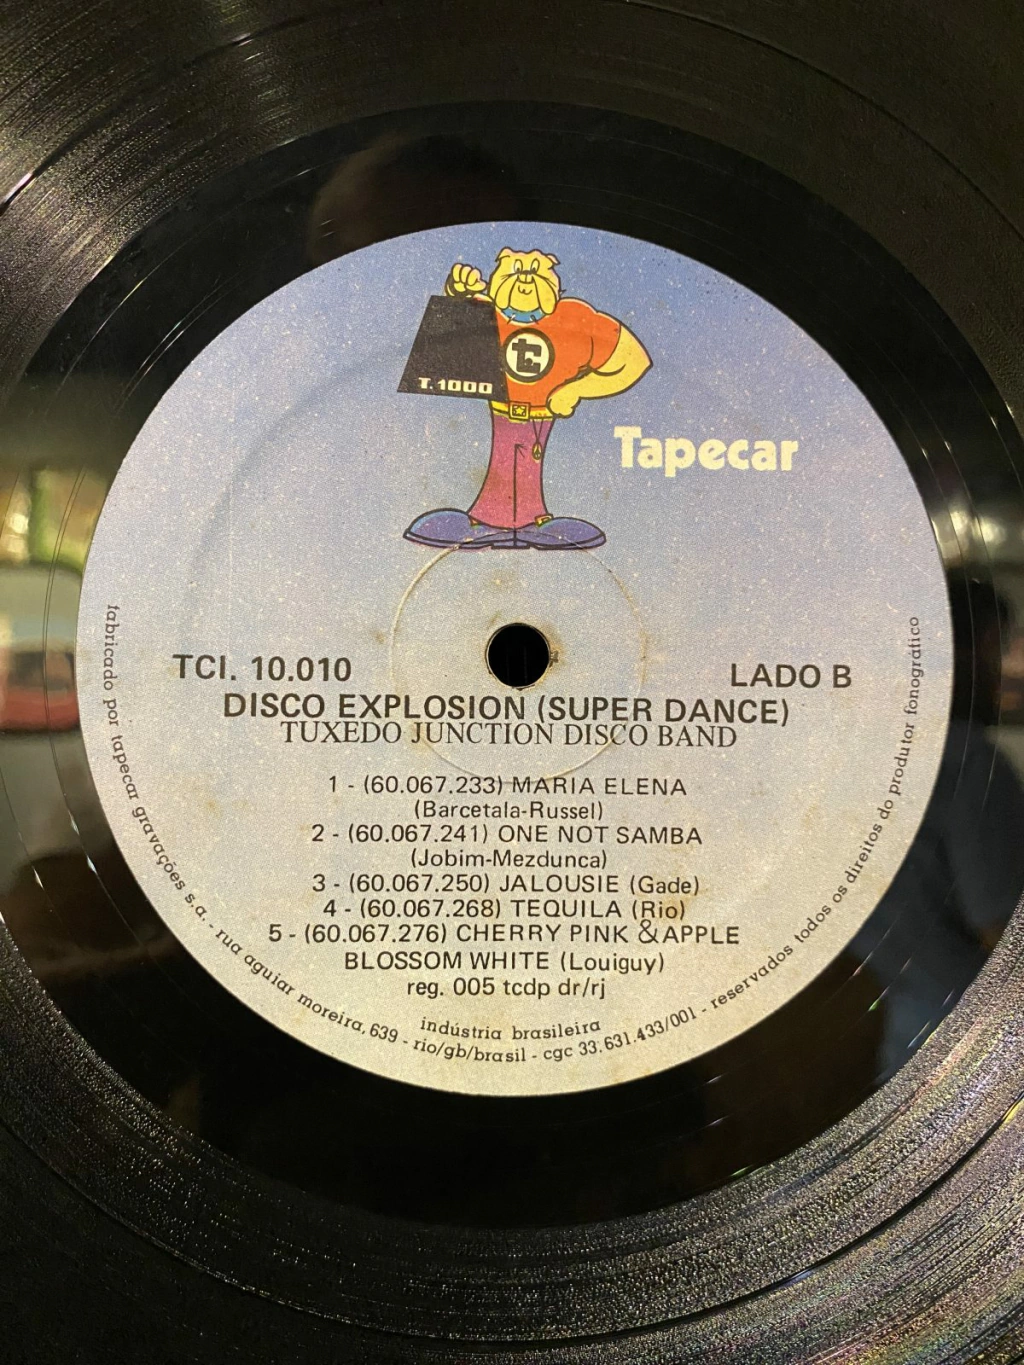 T.1000
tc
Tapecar
TCI. 10.010
LADO B
DISCO EXPLOSION (SUPER DANCE)
TUXEDO JUNCTION DISCO BAND
1 - (60.067.233) MARIA ELENA
(Barcetala-Russel)
2 - (60.067.241) ONE NOT SAMBA
(Jobim-Mezdunca)
3 - (60.067.250) JALOUSIE (Gade)
4 - (60.067.268) TEQUILA (Rio)
5 - (60.067.276) CHERRY PINK & APPLE
BLOSSOM WHITE (Louiguy)
reg. 005 tcdp dr/rj
indústria brasileira
fabricado por tapecar gravações s.a. - rua aguiar moreira, 639 - rio/gb/brasil - cgc 33.631.433/001 - reservados todos os direitos do produtor fonogrático